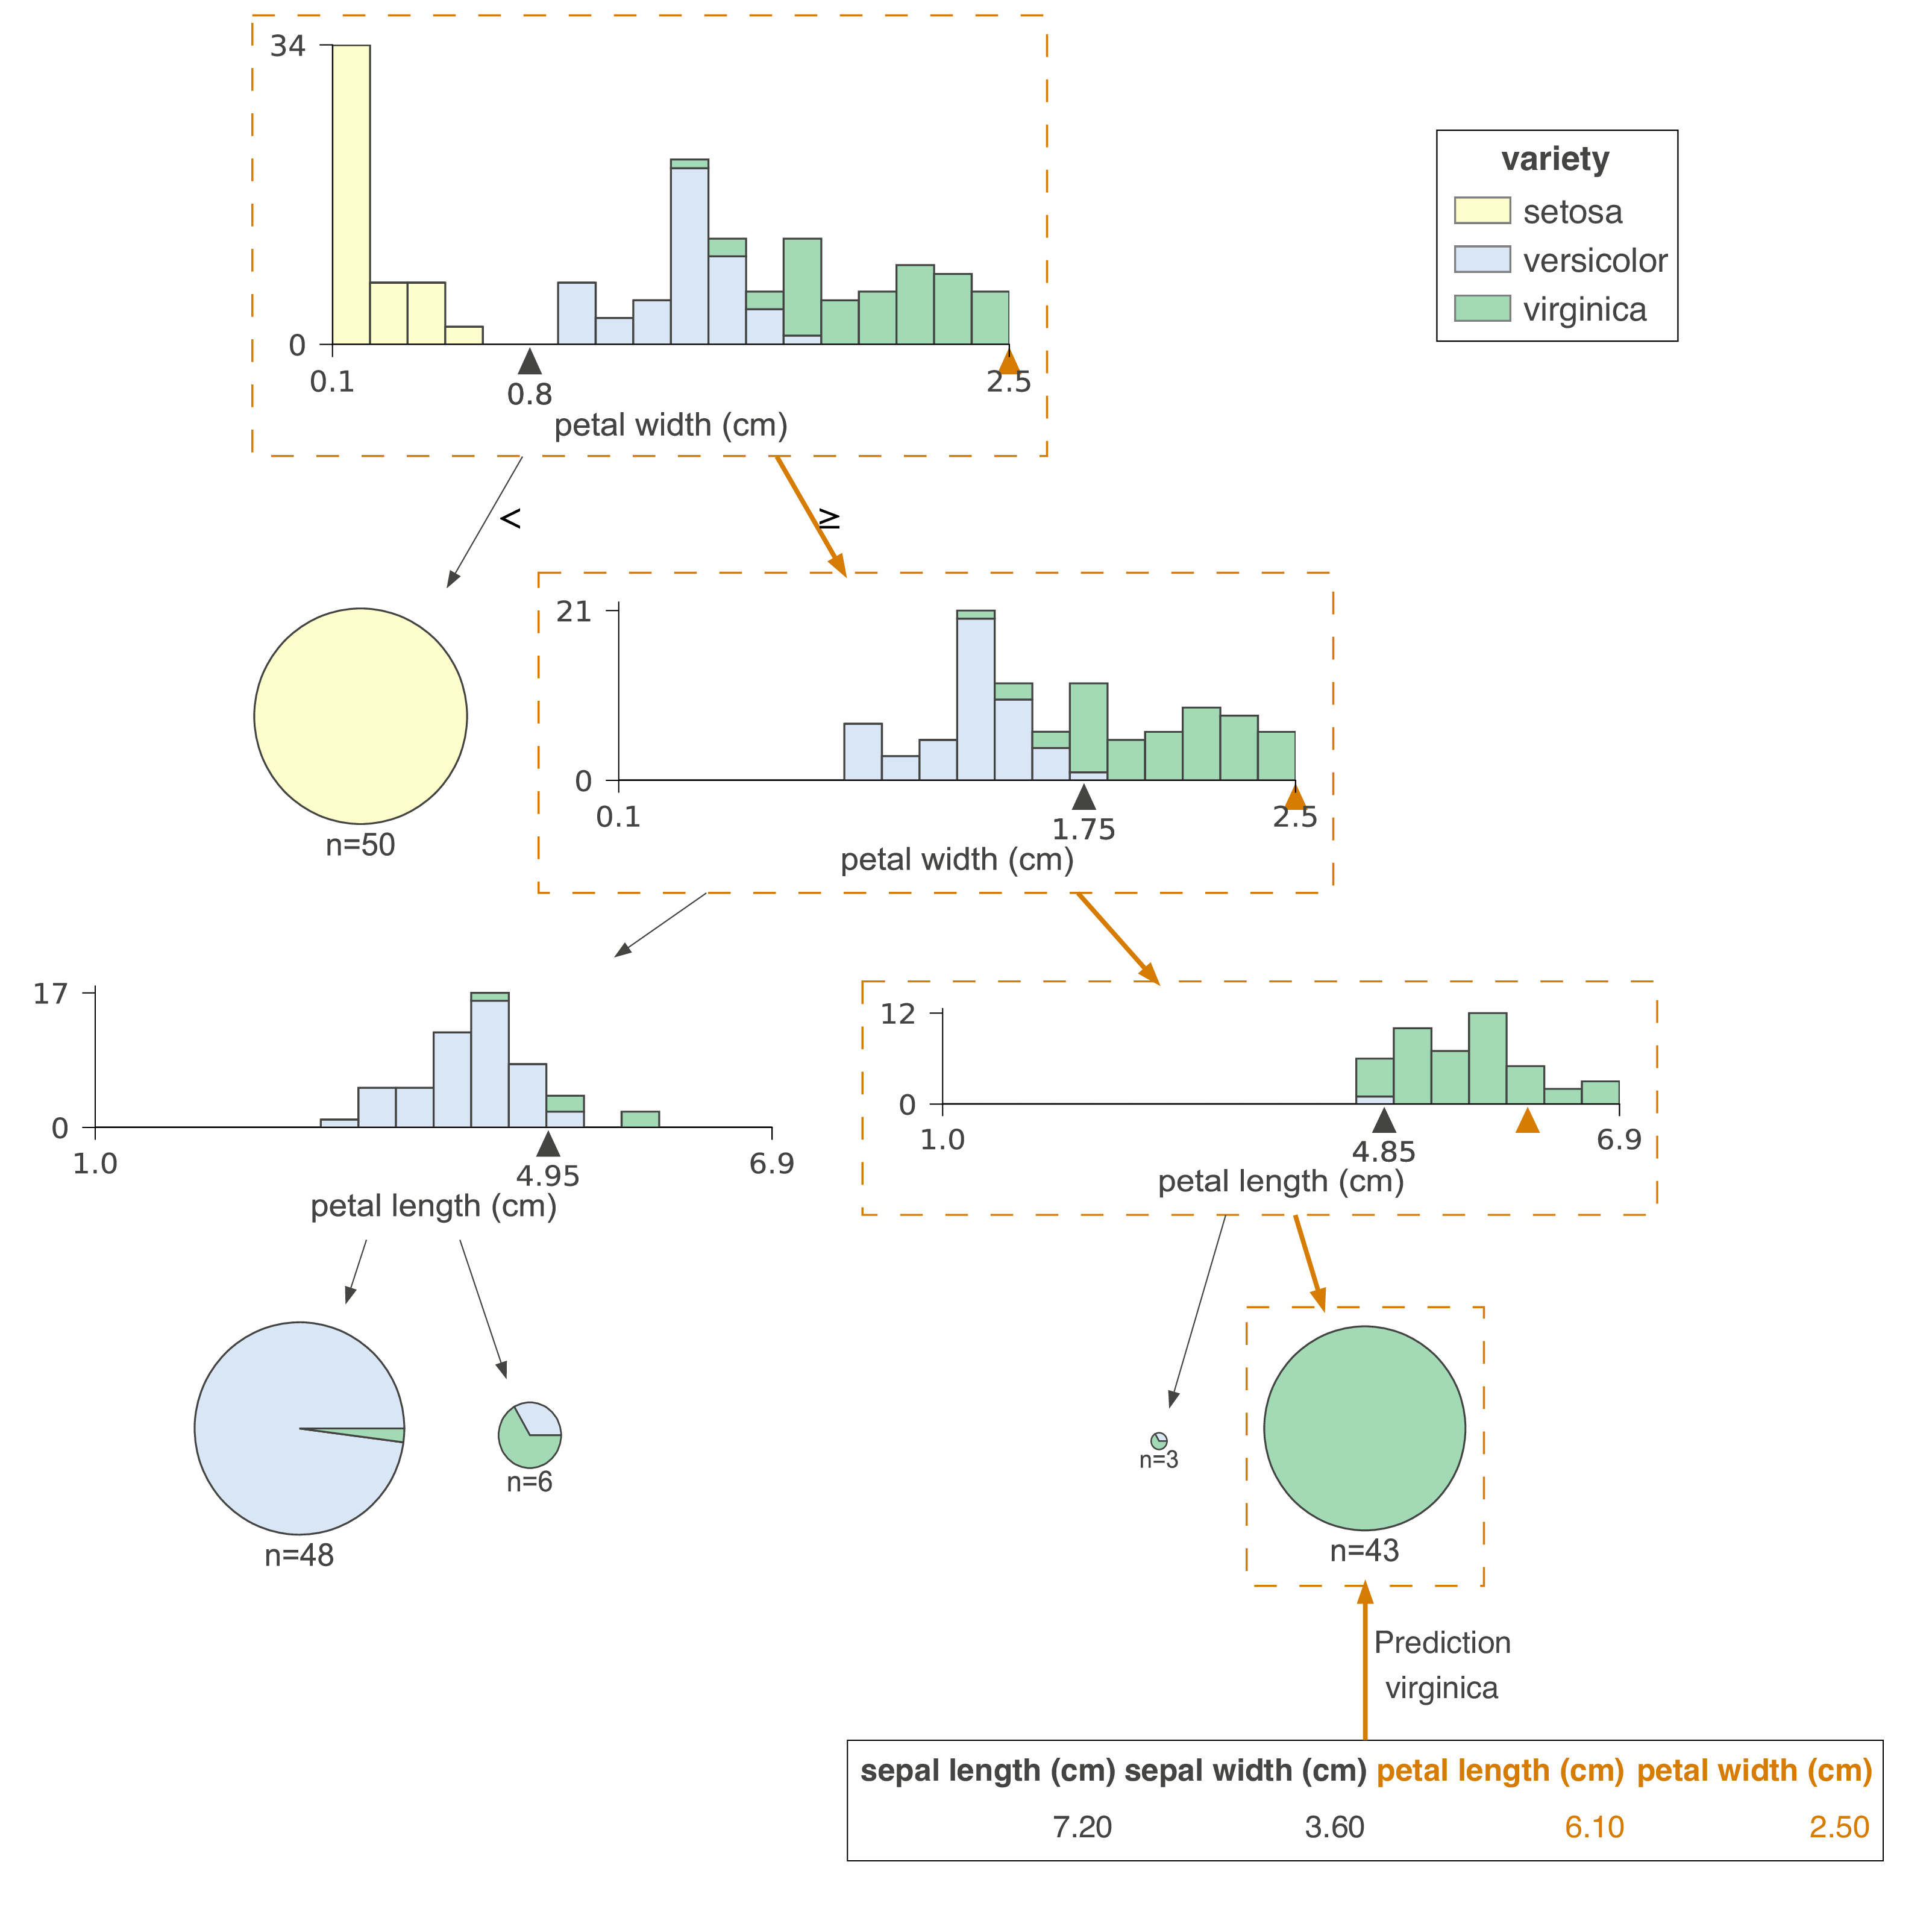 34
0
0.1
0.8
2.5
petal width (cm)
variety
setosa
versicolor
virginica
<
≥
n=50
21
0
0.1
1.75
2.5
petal width (cm)
17
0
1.0
4.95
6.9
petal length (cm)
12
0
1.0
4.85
6.9
petal length (cm)
n=48
n=6
n=3
n=43
Prediction
virginica
sepal length (cm) sepal width (cm) petal length (cm) petal width (cm)
7.20 3.60 6.10 2.50